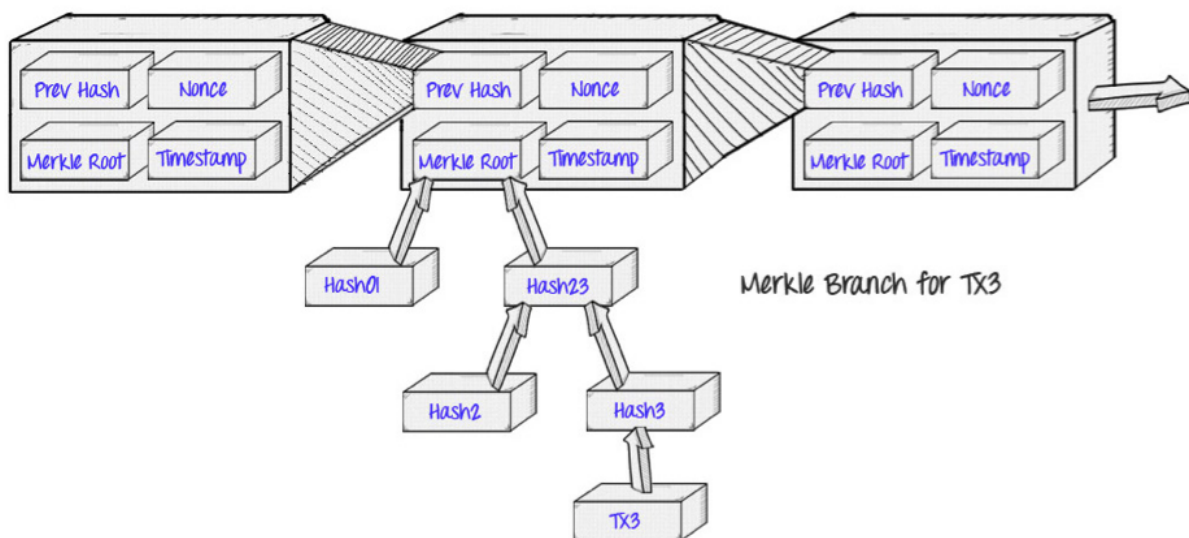 Prev Hash Nonce Prev Hash Nonce Prev Hash Nonce
Merkle Root Timestamp Merkle Root Timestamp Merkle Root Timestamp
Hash01 Hash23 Merkle Branch for TX3
Hash2 Hash3
TX3